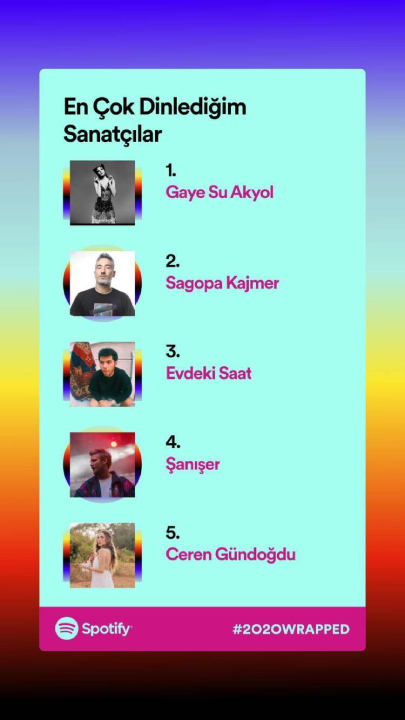 En Çok Dinlediğim
Sanatçılar
1.
Gaye Su Akyol
2.
Sagopa Kajmer
3.
Evdeki Saat
4.
Şanışer
5.
Ceren Gündoğdu
Spotify
#2020WRAPPED